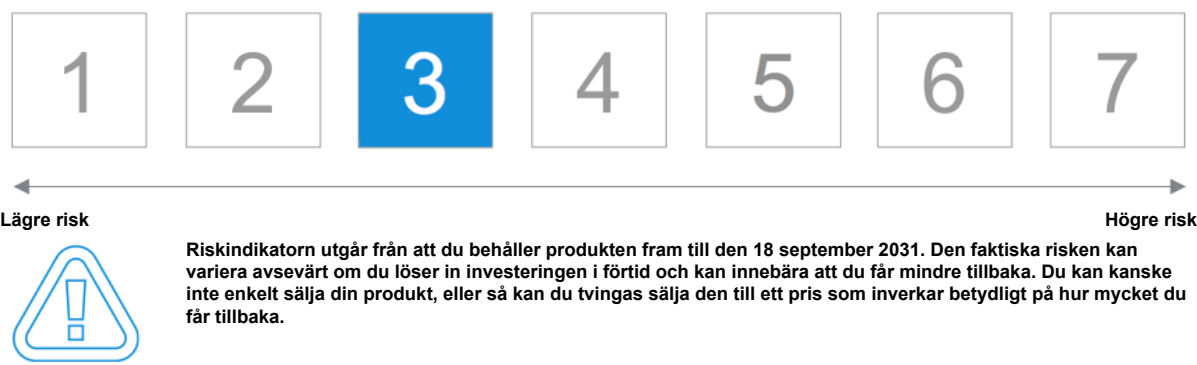 1 2 3 4 5 6 7
Lägre risk Högre risk
Riskindikatorn utgår från att du behåller produkten fram till den 18 september 2031. Den faktiska risken kan
variera avsevärt om du löser in investeringen i förtid och kan innebära att du får mindre tillbaka. Du kan kanske
inte enkelt sälja din produkt, eller så kan du tvingas sälja den till ett pris som inverkar betydligt på hur mycket du
får tillbaka.